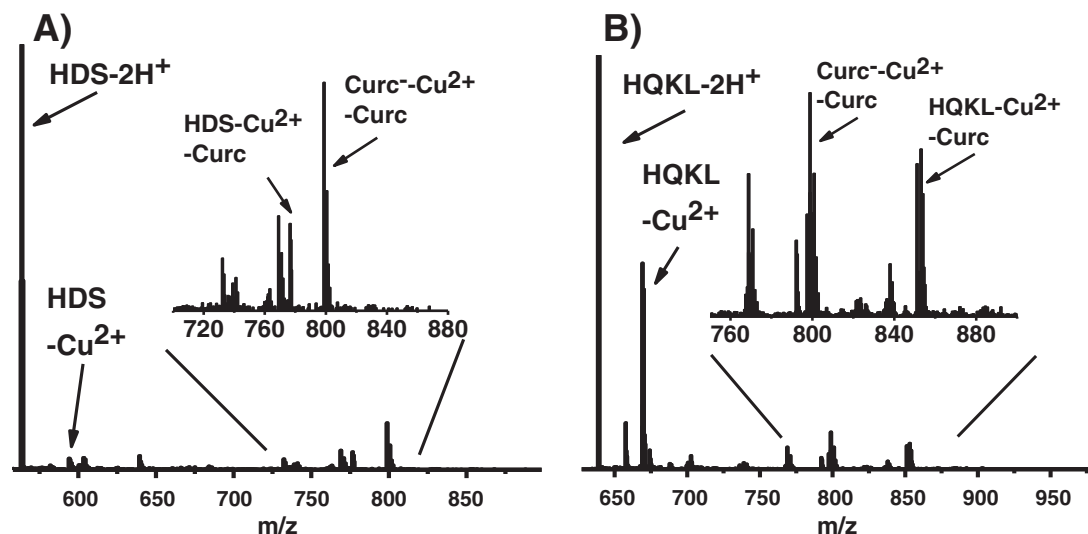 A)
HDS-2H⁺
HDS-Cu²⁺
-Curc
Curc⁻-Cu²⁺
-Curc
HDS
-Cu²⁺
720 760 800 840 880
600 650 700 750 800 850
m/z
B)
HQKL-2H⁺
HQKL
-Cu²⁺
Curc⁻-Cu²⁺
-Curc
HQKL-Cu²⁺
-Curc
760 800 840 880
650 700 750 800 850 900 950
m/z